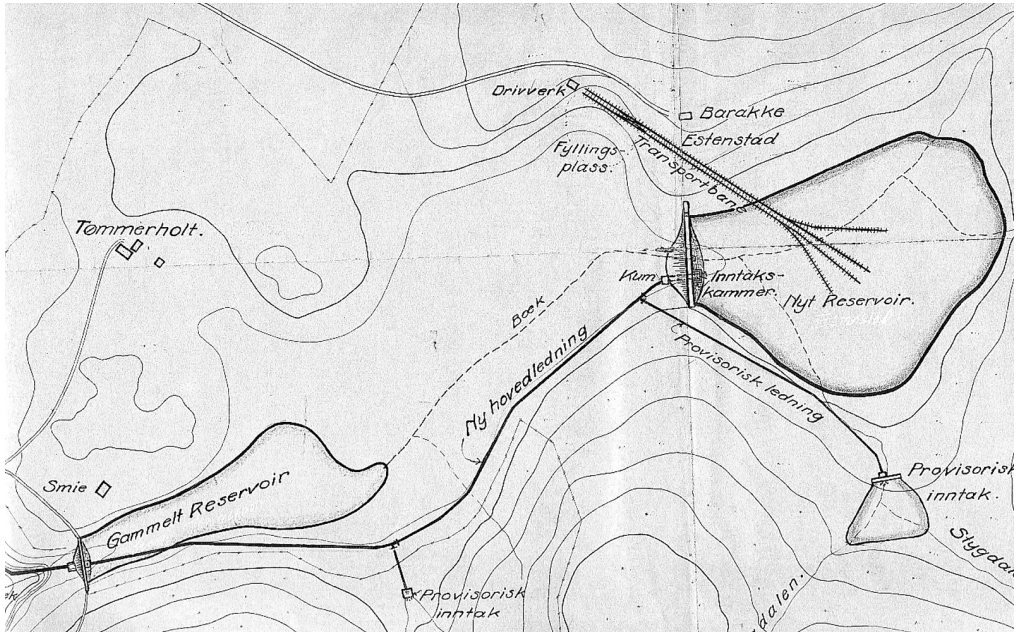 Drivverk
Barakke
Estenstad
Fyllings
plass.
Transportbane
Tømmerholt.
Kum
Inntaks-
kammer.
Nyt Reservoir.
Bæk
Provisorisk ledning
Ny hovedledning
Smie
Gammelt Reservoir
Provisorisk
inntak.
Provisorisk
inntak